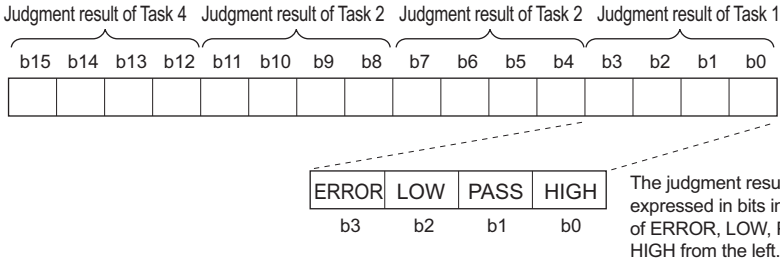 Judgment result of Task 4 Judgment result of Task 2 Judgment result of Task 2 Judgment result of Task 1
b15 b14 b13 b12 b11 b10 b9 b8 b7 b6 b5 b4 b3 b2 b1 b0
ERROR LOW PASS HIGH
b3 b2 b1 b0
The judgment resu
expressed in bits i
of ERROR, LOW,
HIGH from the left.